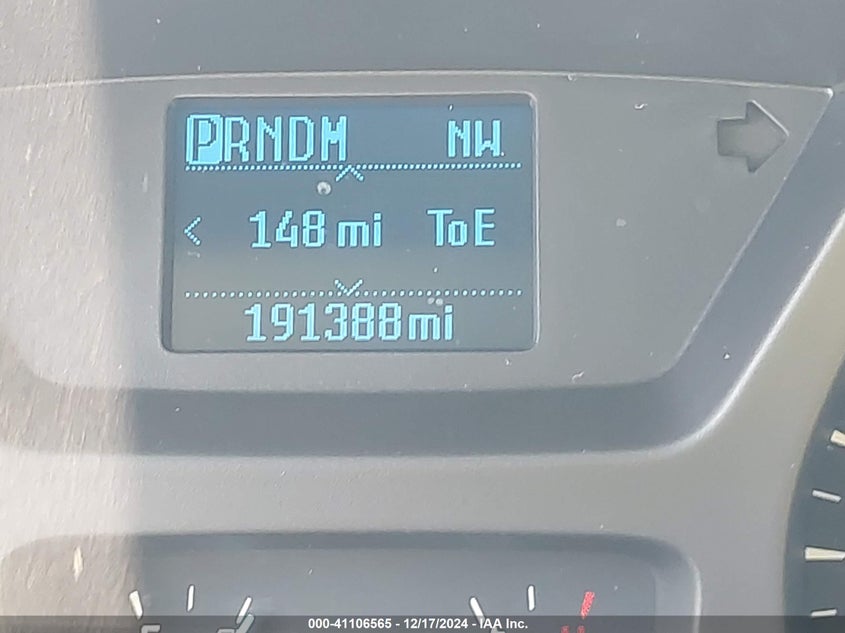 PRNDM NW
< 148 mi ToE
191388mi
000-41106565 - 12/17/2024 - IAA Inc.